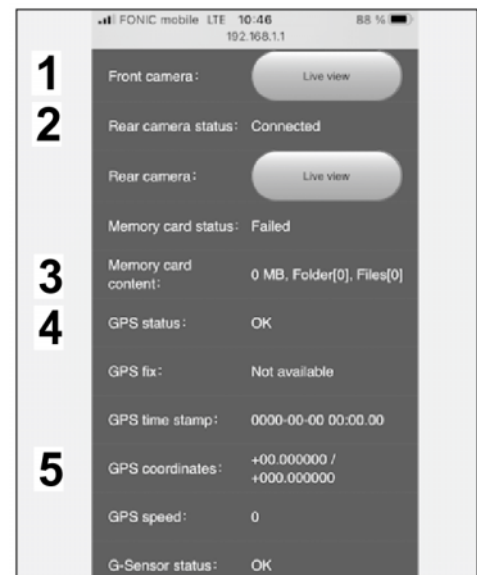 FONIC mobile LTE 10:46 88 %
192.168.1.1
1 Front camera: Live view
2 Rear camera status: Connected
Rear camera: Live view
Memory card status: Failed
3 Memory card
content: 0 MB, Folder[0], Files[0]
4 GPS status: OK
GPS fix: Not available
GPS time stamp: 0000-00-00 00:00.00
5 GPS coordinates: +00.000000 /
+000.000000
GPS speed: 0
G-Sensor status: OK